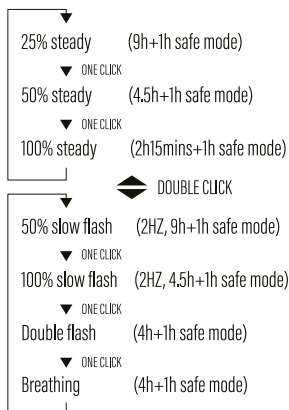 25% steady (9h+1h safe mode)
ONE CLICK
50% steady (4.5h+1h safe mode)
ONE CLICK
100% steady (2h15mins+1h safe mode)
DOUBLE CLICK
50% slow flash (2HZ, 9h+1h safe mode)
ONE CLICK
100% slow flash (2HZ, 4.5h+1h safe mode)
ONE CLICK
Double flash (4h+1h safe mode)
ONE CLICK
Breathing (4h+1h safe mode)